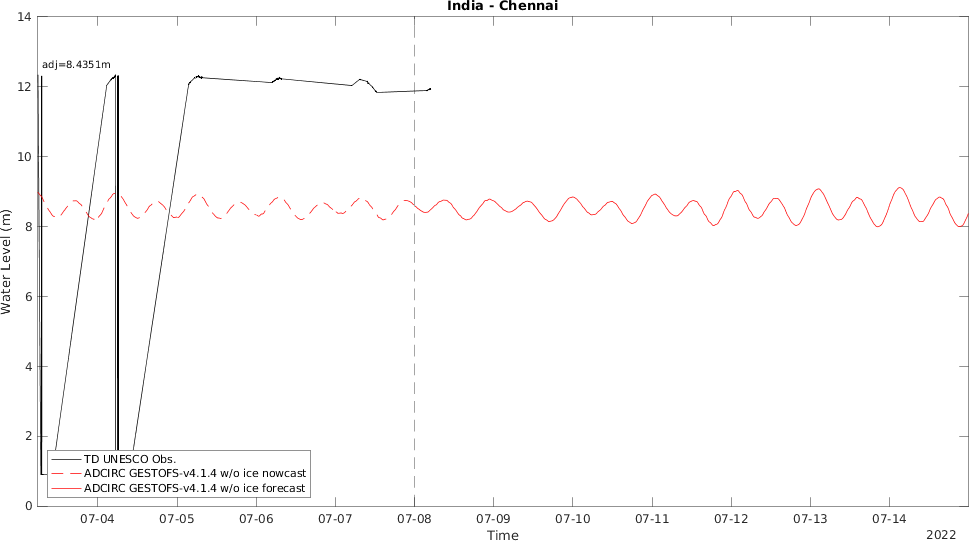 India - Chennai
14
12
10
8
6
4
2
0
Water Level (m)
adj=8.4351m
TD UNESCO Obs.
ADCIRC GESTOFS-v4.1.4 w/o ice nowcast
ADCIRC GESTOFS-v4.1.4 w/o ice forecast
07-04 07-05 07-06 07-07 07-08 07-09 07-10 07-11 07-12 07-13 07-14
Time
2022